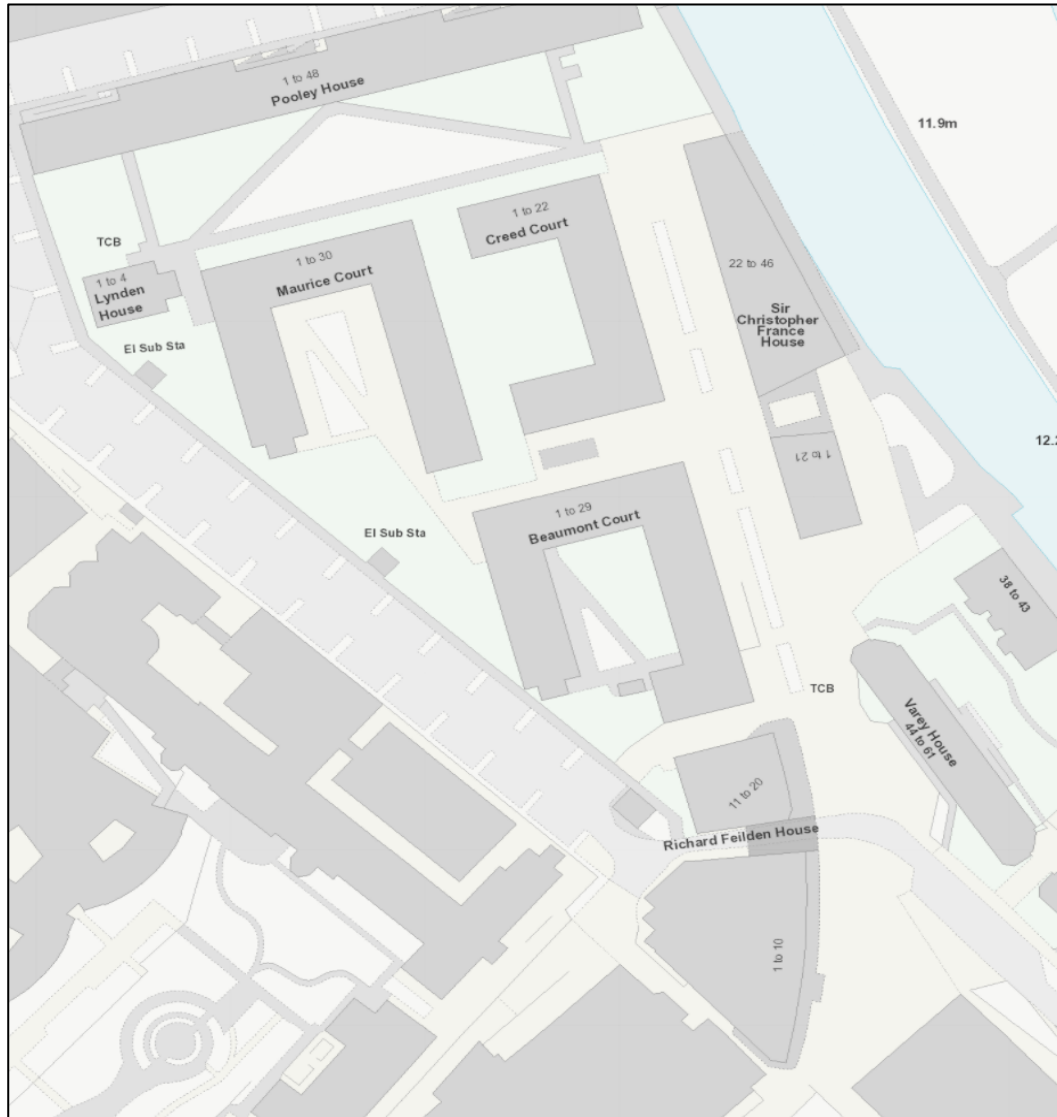 1 to 48
Pooley House
11.9m
1 to 22
Creed Court
TCB
1 to 30
Maurice Court
22 to 46
1 to 4
Lynden
House
Sir
Christopher
France
House
El Sub Sta
12.2
1 to 21
1 to 29
Beaumont Court
El Sub Sta
38 to 43
TCB
Varey House
44 to 61
11 to 20
Richard Feilden House
1 to 10